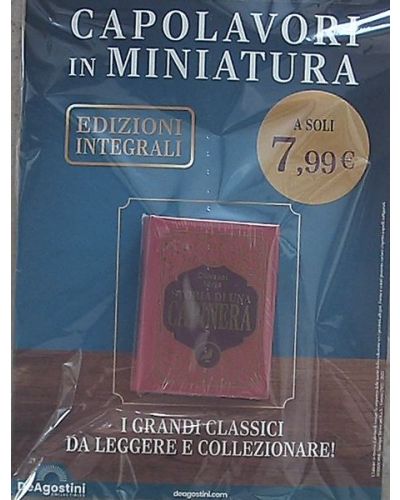 CAPOLAVORI
IN MINIATURA
EDIZIONI
INTEGRALI
A SOLI
7,99€
Giovanni
Verga
STORIA DI UNA
CAPINERA
I GRANDI CLASSICI
DA LEGGERE E COLLEZIONARE!
DeAgostini
deagostini.com